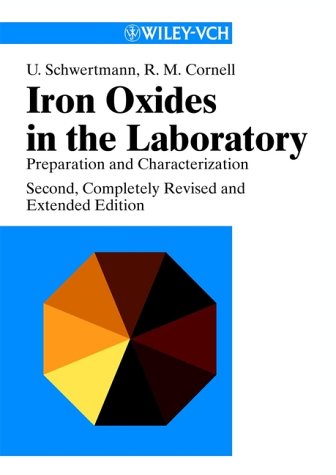 WILEY-VCH
U. Schwertmann, R. M. Cornell
Iron Oxides
in the Laboratory
Preparation and Characterization
Second, Completely Revised and
Extended Edition